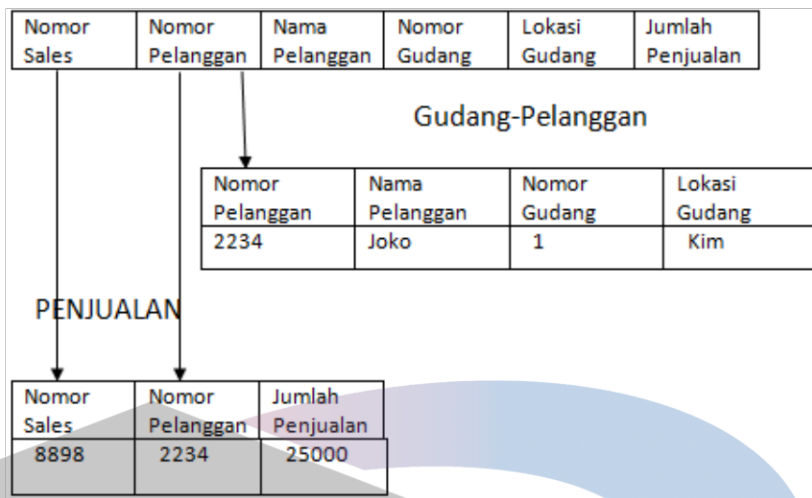 Nomor Nomor Nama Nomor Lokasi Jumlah
Sales Pelanggan Pelanggan Gudang Gudang Penjualan
Gudang-Pelanggan
Nomor Nama Nomor Lokasi
Pelanggan Pelanggan Gudang Gudang
2234 Joko 1 Kim
PENJUALAN
Nomor Nomor Jumlah
Sales Pelanggan Penjualan
8898 2234 25000